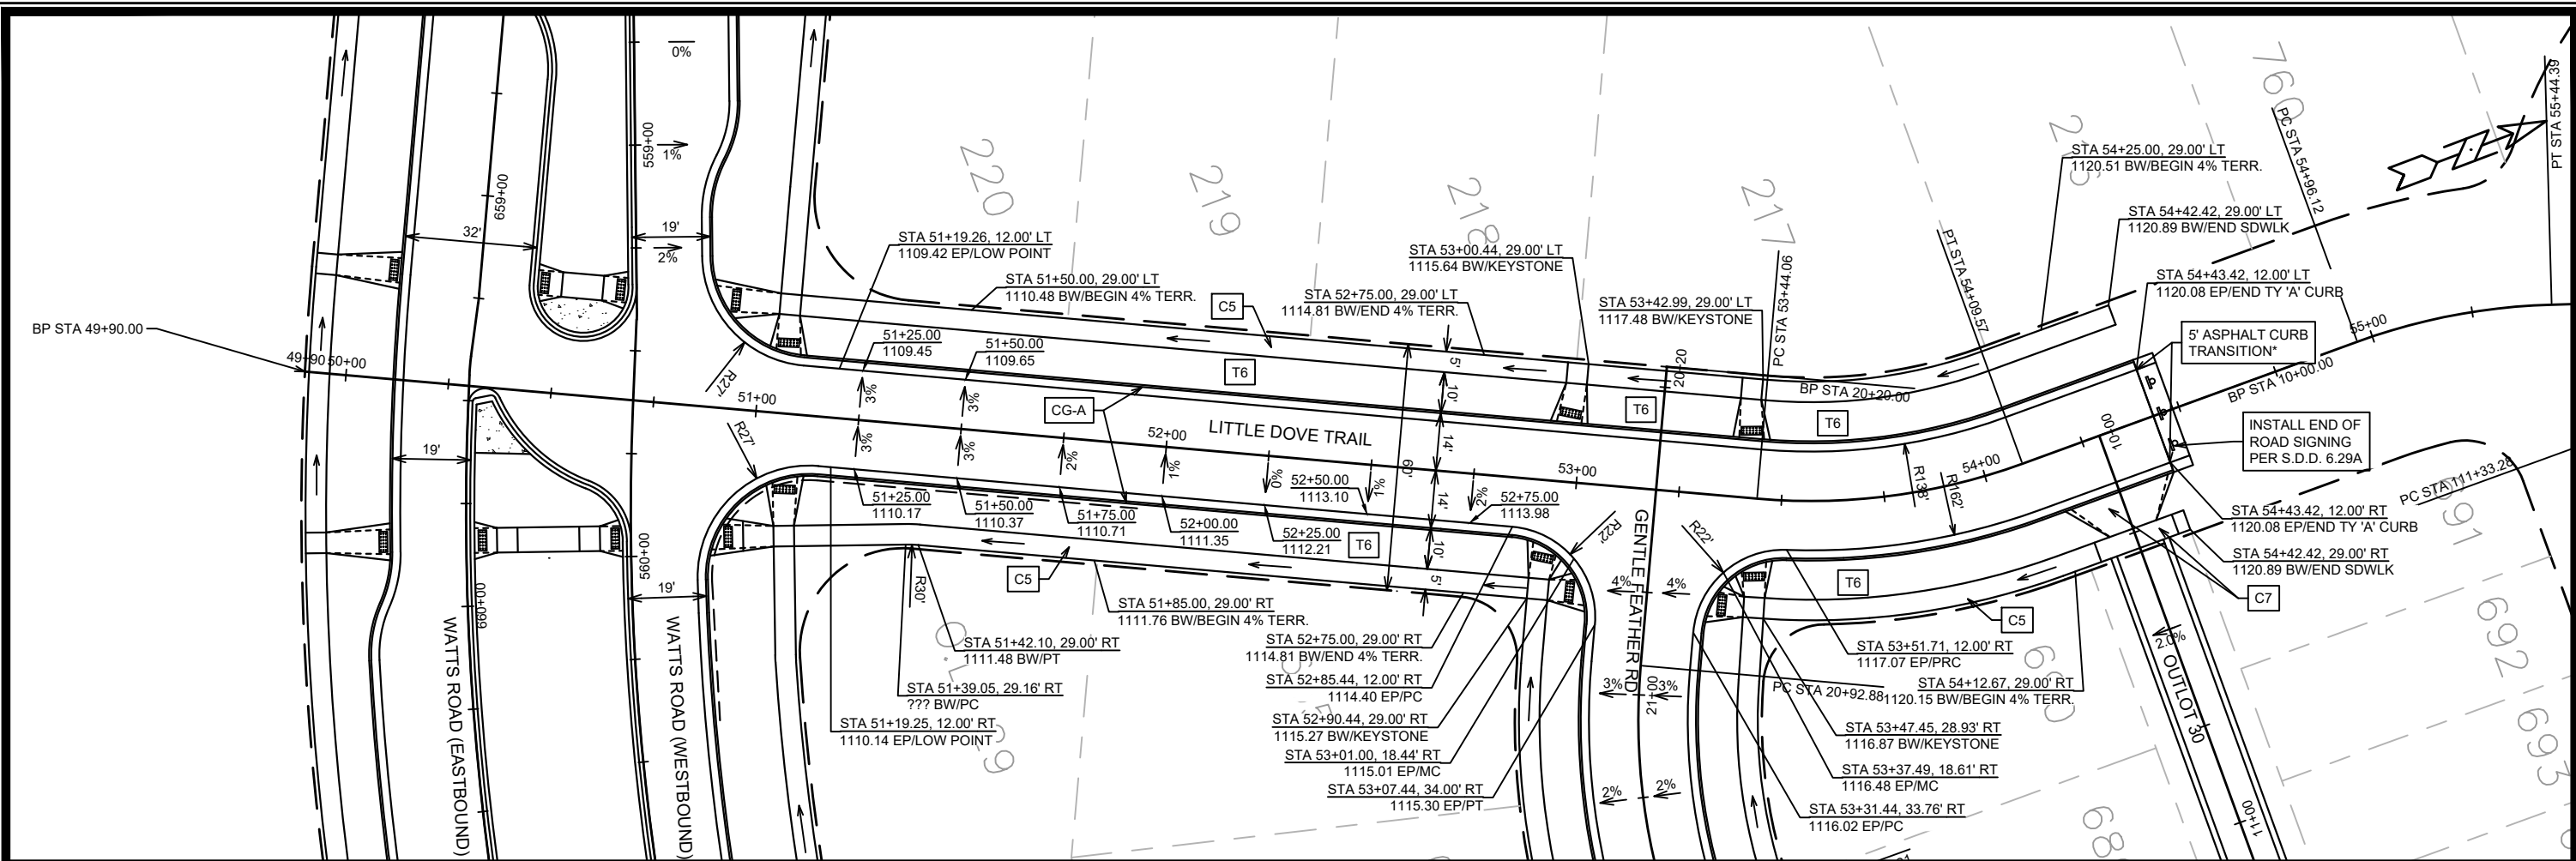 0%
559+00
1%
659+00
32'
19'
2%
BP STA 49+90.00
49+90
50+00
R27'
51+00
R27'
19'
560+00
660+00
19'
WATTS ROAD (EASTBOUND)
WATTS ROAD (WESTBOUND)
220
219
218
217
760
STA 51+19.26, 12.00' LT
1109.42 EP/LOW POINT
STA 51+50.00, 29.00' LT
1110.48 BW/BEGIN 4% TERR.
C5
STA 52+75.00, 29.00' LT
1114.81 BW/END 4% TERR.
STA 53+00.44, 29.00' LT
1115.64 BW/KEYSTONE
STA 53+42.99, 29.00' LT
1117.48 BW/KEYSTONE
PC STA 53+44.06
PT STA 54+09.57
STA 54+25.00, 29.00' LT
1120.51 BW/BEGIN 4% TERR.
STA 54+42.42, 29.00' LT
1120.89 BW/END SDWLK
STA 54+43.42, 12.00' LT
1120.08 EP/END TY 'A' CURB
PC STA 54+96.12
PT STA 55+44.39
55+00
5' ASPHALT CURB
TRANSITION*
BP STA 10+00.00
10+00
INSTALL END OF
ROAD SIGNING
PER S.D.D. 6.29A
PC STA 111+33.28
51+25.00
1109.45
51+50.00
1109.65
3%
3%
3%
3%
2%
1%
0%
1%
2%
T6
CG-A
52+00
LITTLE DOVE TRAIL
5'
10'
14'
60'
14'
10'
5'
T6
20+20
BP STA 20+20.00
T6
53+00
54+00
R138'
R162'
51+25.00
1110.17
51+50.00
1110.37
51+75.00
1110.71
52+00.00
1111.35
52+25.00
1112.21
52+50.00
1113.10
52+75.00
1113.98
T6
C5
R30'
R22'
R22'
GENTLE FEATHER RD
4%
4%
3%
3%
2%
2%
21+00
PC STA 20+92.88
T6
C5
C7
STA 54+43.42, 12.00' RT
1120.08 EP/END TY 'A' CURB
STA 54+42.42, 29.00' RT
1120.89 BW/END SDWLK
STA 51+85.00, 29.00' RT
1111.76 BW/BEGIN 4% TERR.
STA 51+42.10, 29.00' RT
1111.48 BW/PT
STA 51+39.05, 29.16' RT
??? BW/PC
STA 51+19.25, 12.00' RT
1110.14 EP/LOW POINT
STA 52+75.00, 29.00' RT
1114.81 BW/END 4% TERR.
STA 52+85.44, 12.00' RT
1114.40 EP/PC
STA 52+90.44, 29.00' RT
1115.27 BW/KEYSTONE
STA 53+01.00, 18.44' RT
1115.01 EP/MC
STA 53+07.44, 34.00' RT
1115.30 EP/PT
STA 53+51.71, 12.00' RT
1117.07 EP/PRC
STA 54+12.67, 29.00' RT
1120.15 BW/BEGIN 4% TERR.
STA 53+47.45, 28.93' RT
1116.87 BW/KEYSTONE
STA 53+37.49, 18.61' RT
1116.48 EP/MC
STA 53+31.44, 33.76' RT
1116.02 EP/PC
2.0%
OUTLOT 30
11+00
690
691
692
693